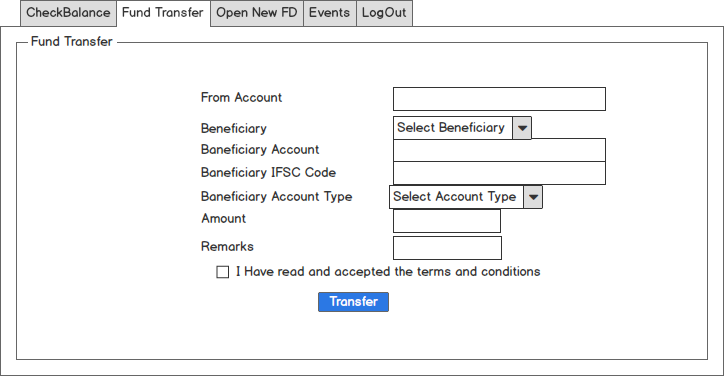 CheckBalance Fund Transfer Open New FD Events LogOut
Fund Transfer
From Account
Beneficiary Select Beneficiary
Baneficiary Account
Baneficiary IFSC Code
Baneficiary Account Type Select Account Type
Amount
Remarks
I Have read and accepted the terms and conditions
Transfer